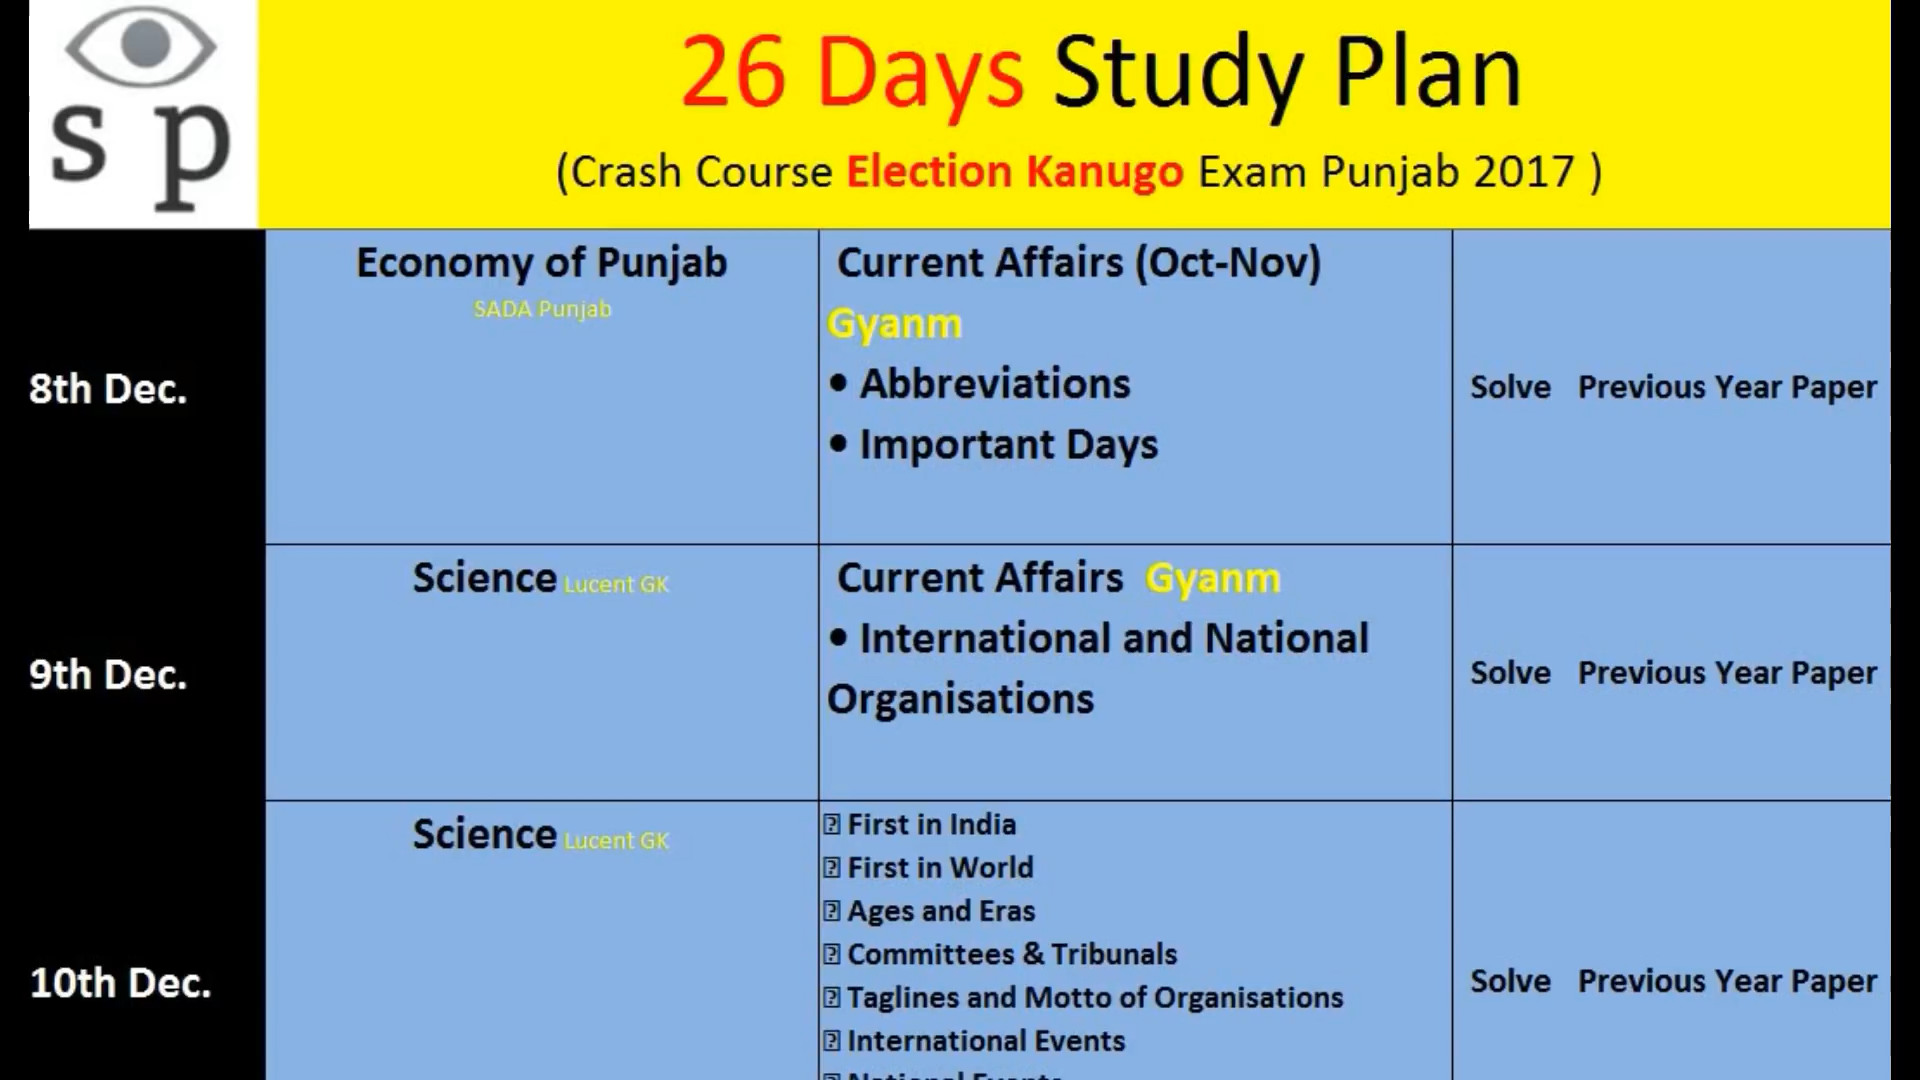 s p
26 Days Study Plan
(Crash Course Election Kanugo Exam Punjab 2017 )
8th Dec.
Economy of Punjab
SADA Punjab
Current Affairs (Oct-Nov)
Gyanm
• Abbreviations
• Important Days
Solve Previous Year Paper
9th Dec.
Science Lucent GK
Current Affairs Gyanm
• International and National
Organisations
Solve Previous Year Paper
10th Dec.
Science Lucent GK
First in India
First in World
Ages and Eras
Committees & Tribunals
Taglines and Motto of Organisations
International Events
National Events
Solve Previous Year Paper